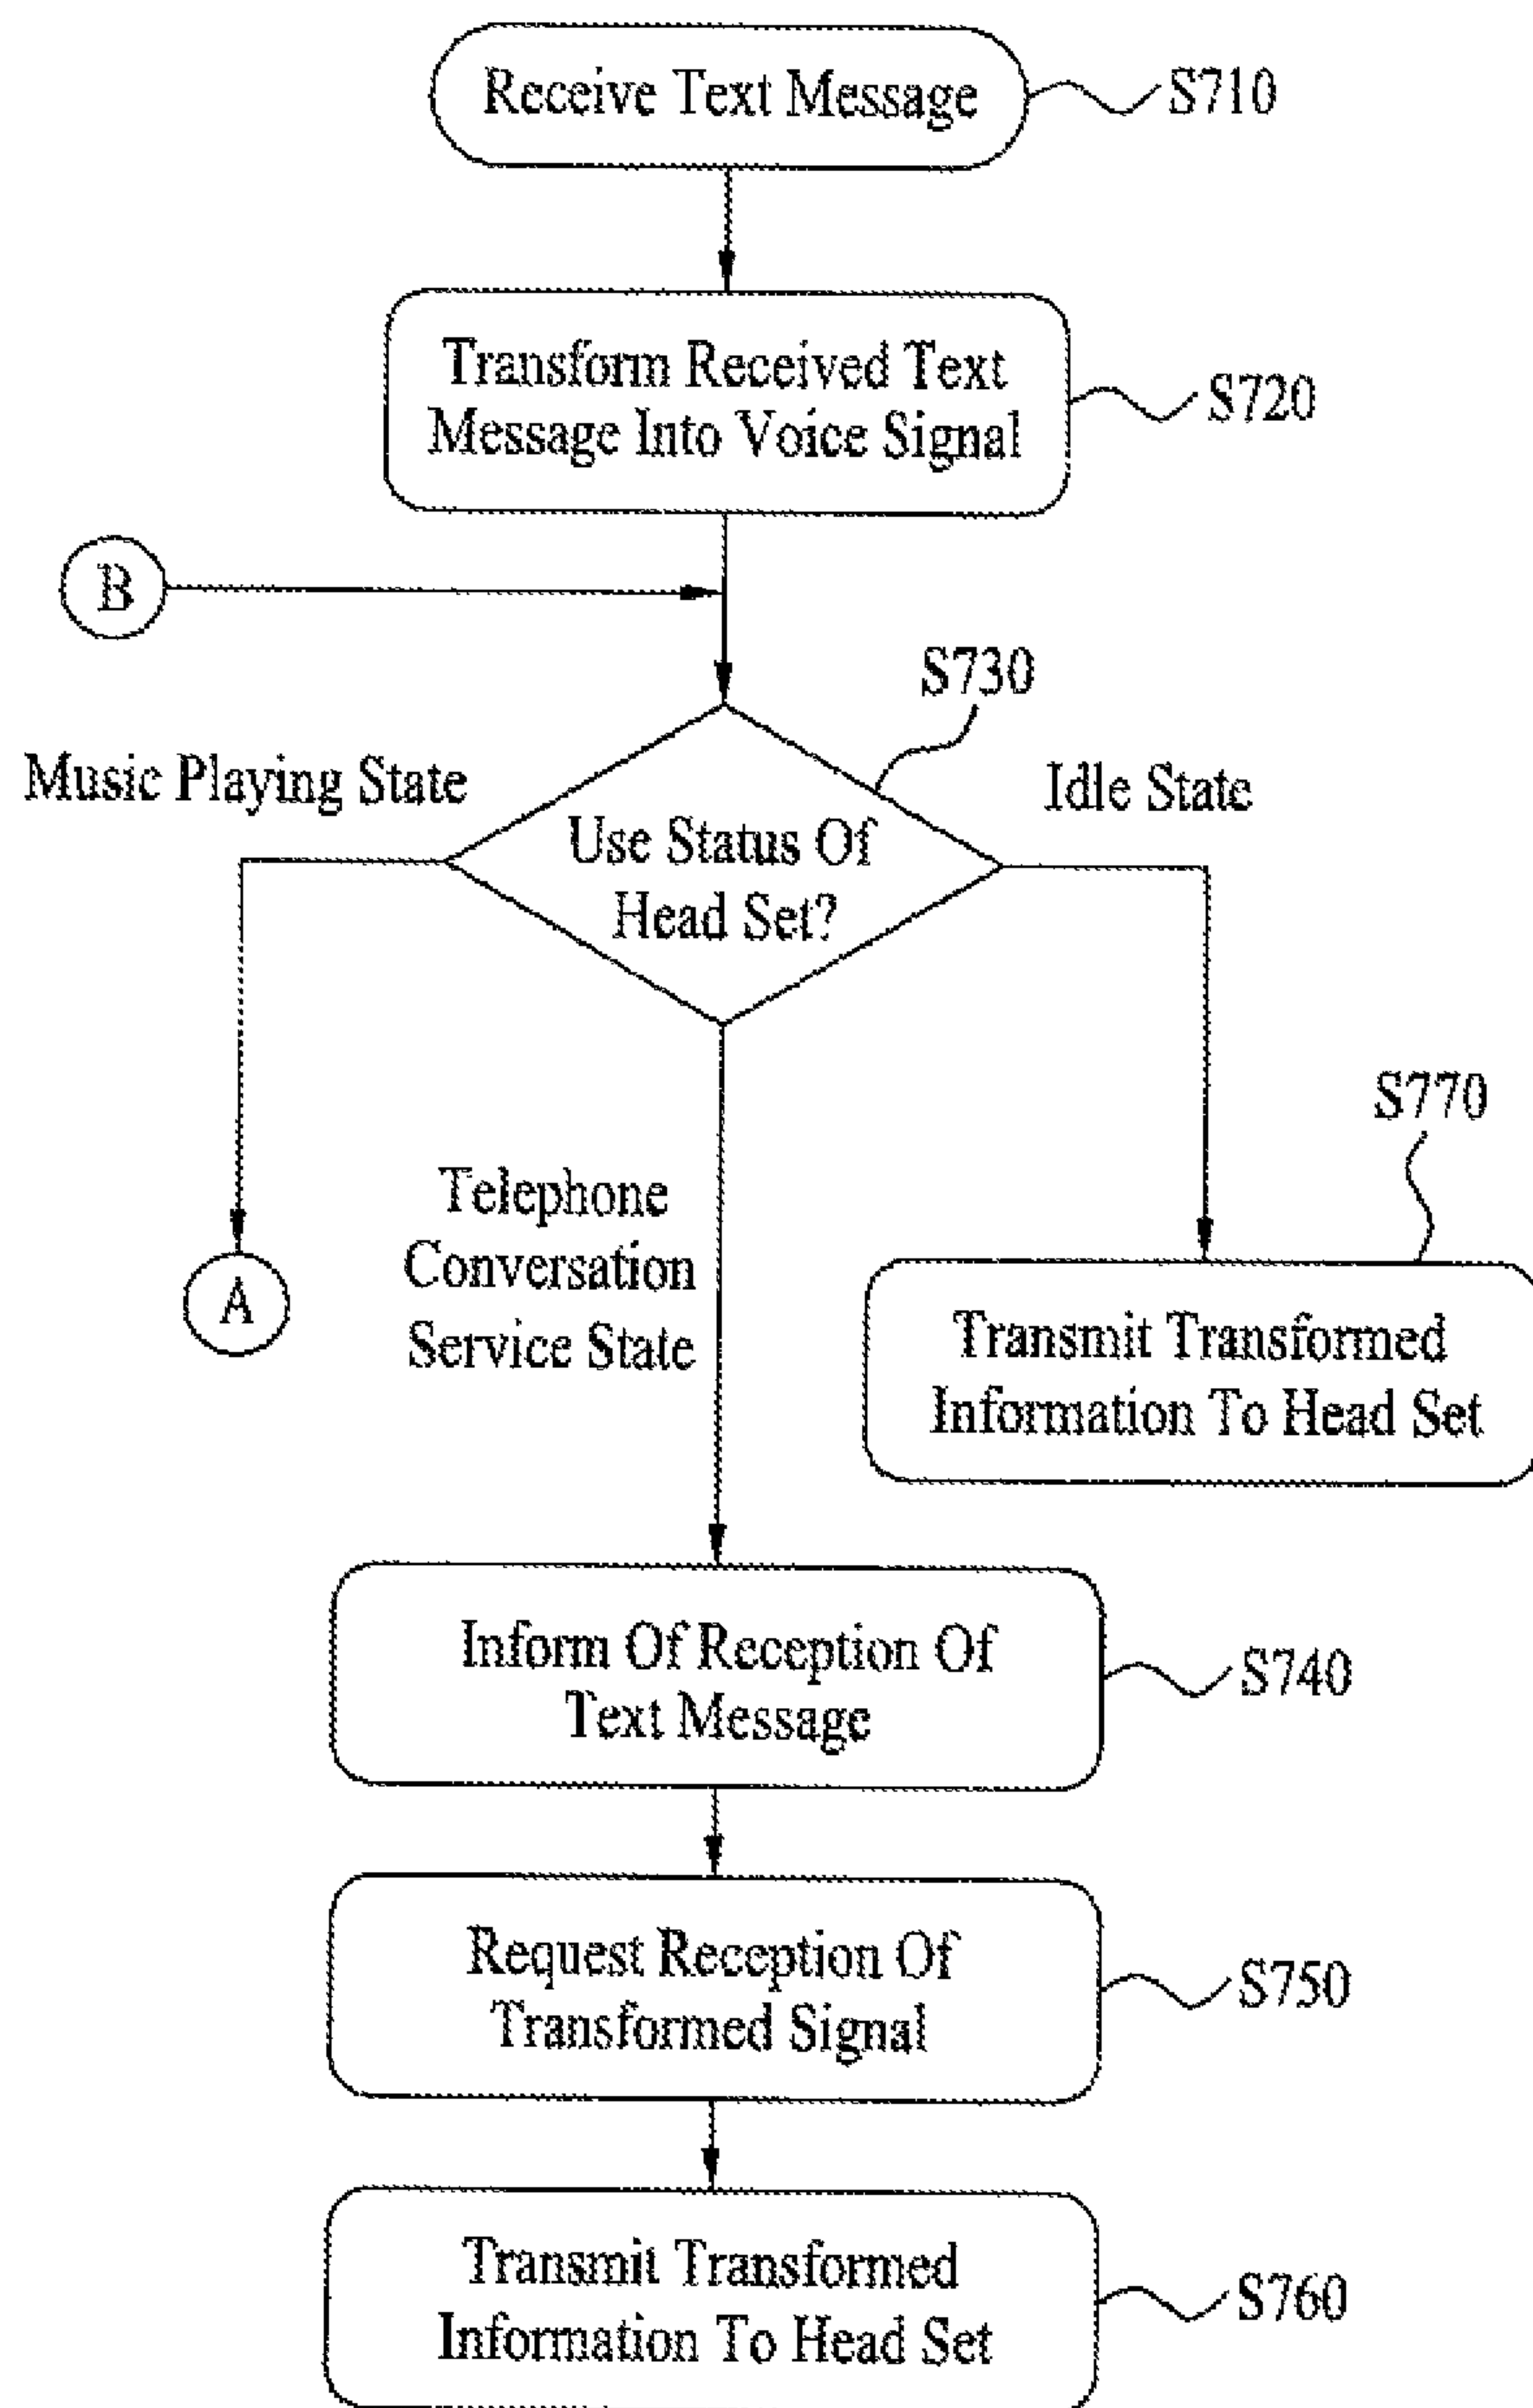 Receive Text Message
S710
Transform Received Text
Message Into Voice Signal
S720
B
S730
Music Playing State
Idle State
Use Status Of
Head Set?
S770
Telephone
Conversation
Service State
A
Transmit Transformed
Information To Head Set
Inform Of Reception Of
Text Message
S740
Request Reception Of
Transformed Signal
S750
Transmit Transformed
Information To Head Set
S760